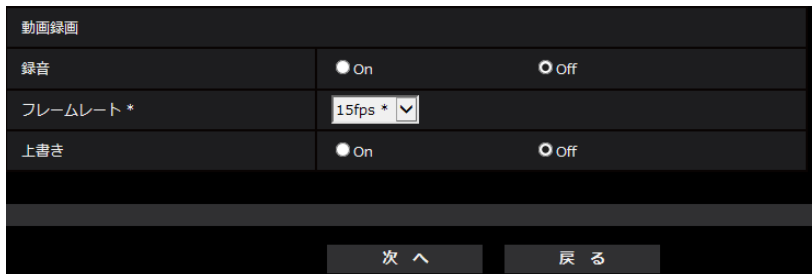 動画録画
録音 On Off
フレームレート * 15fps *
上書き On Off
次 へ 戻 る